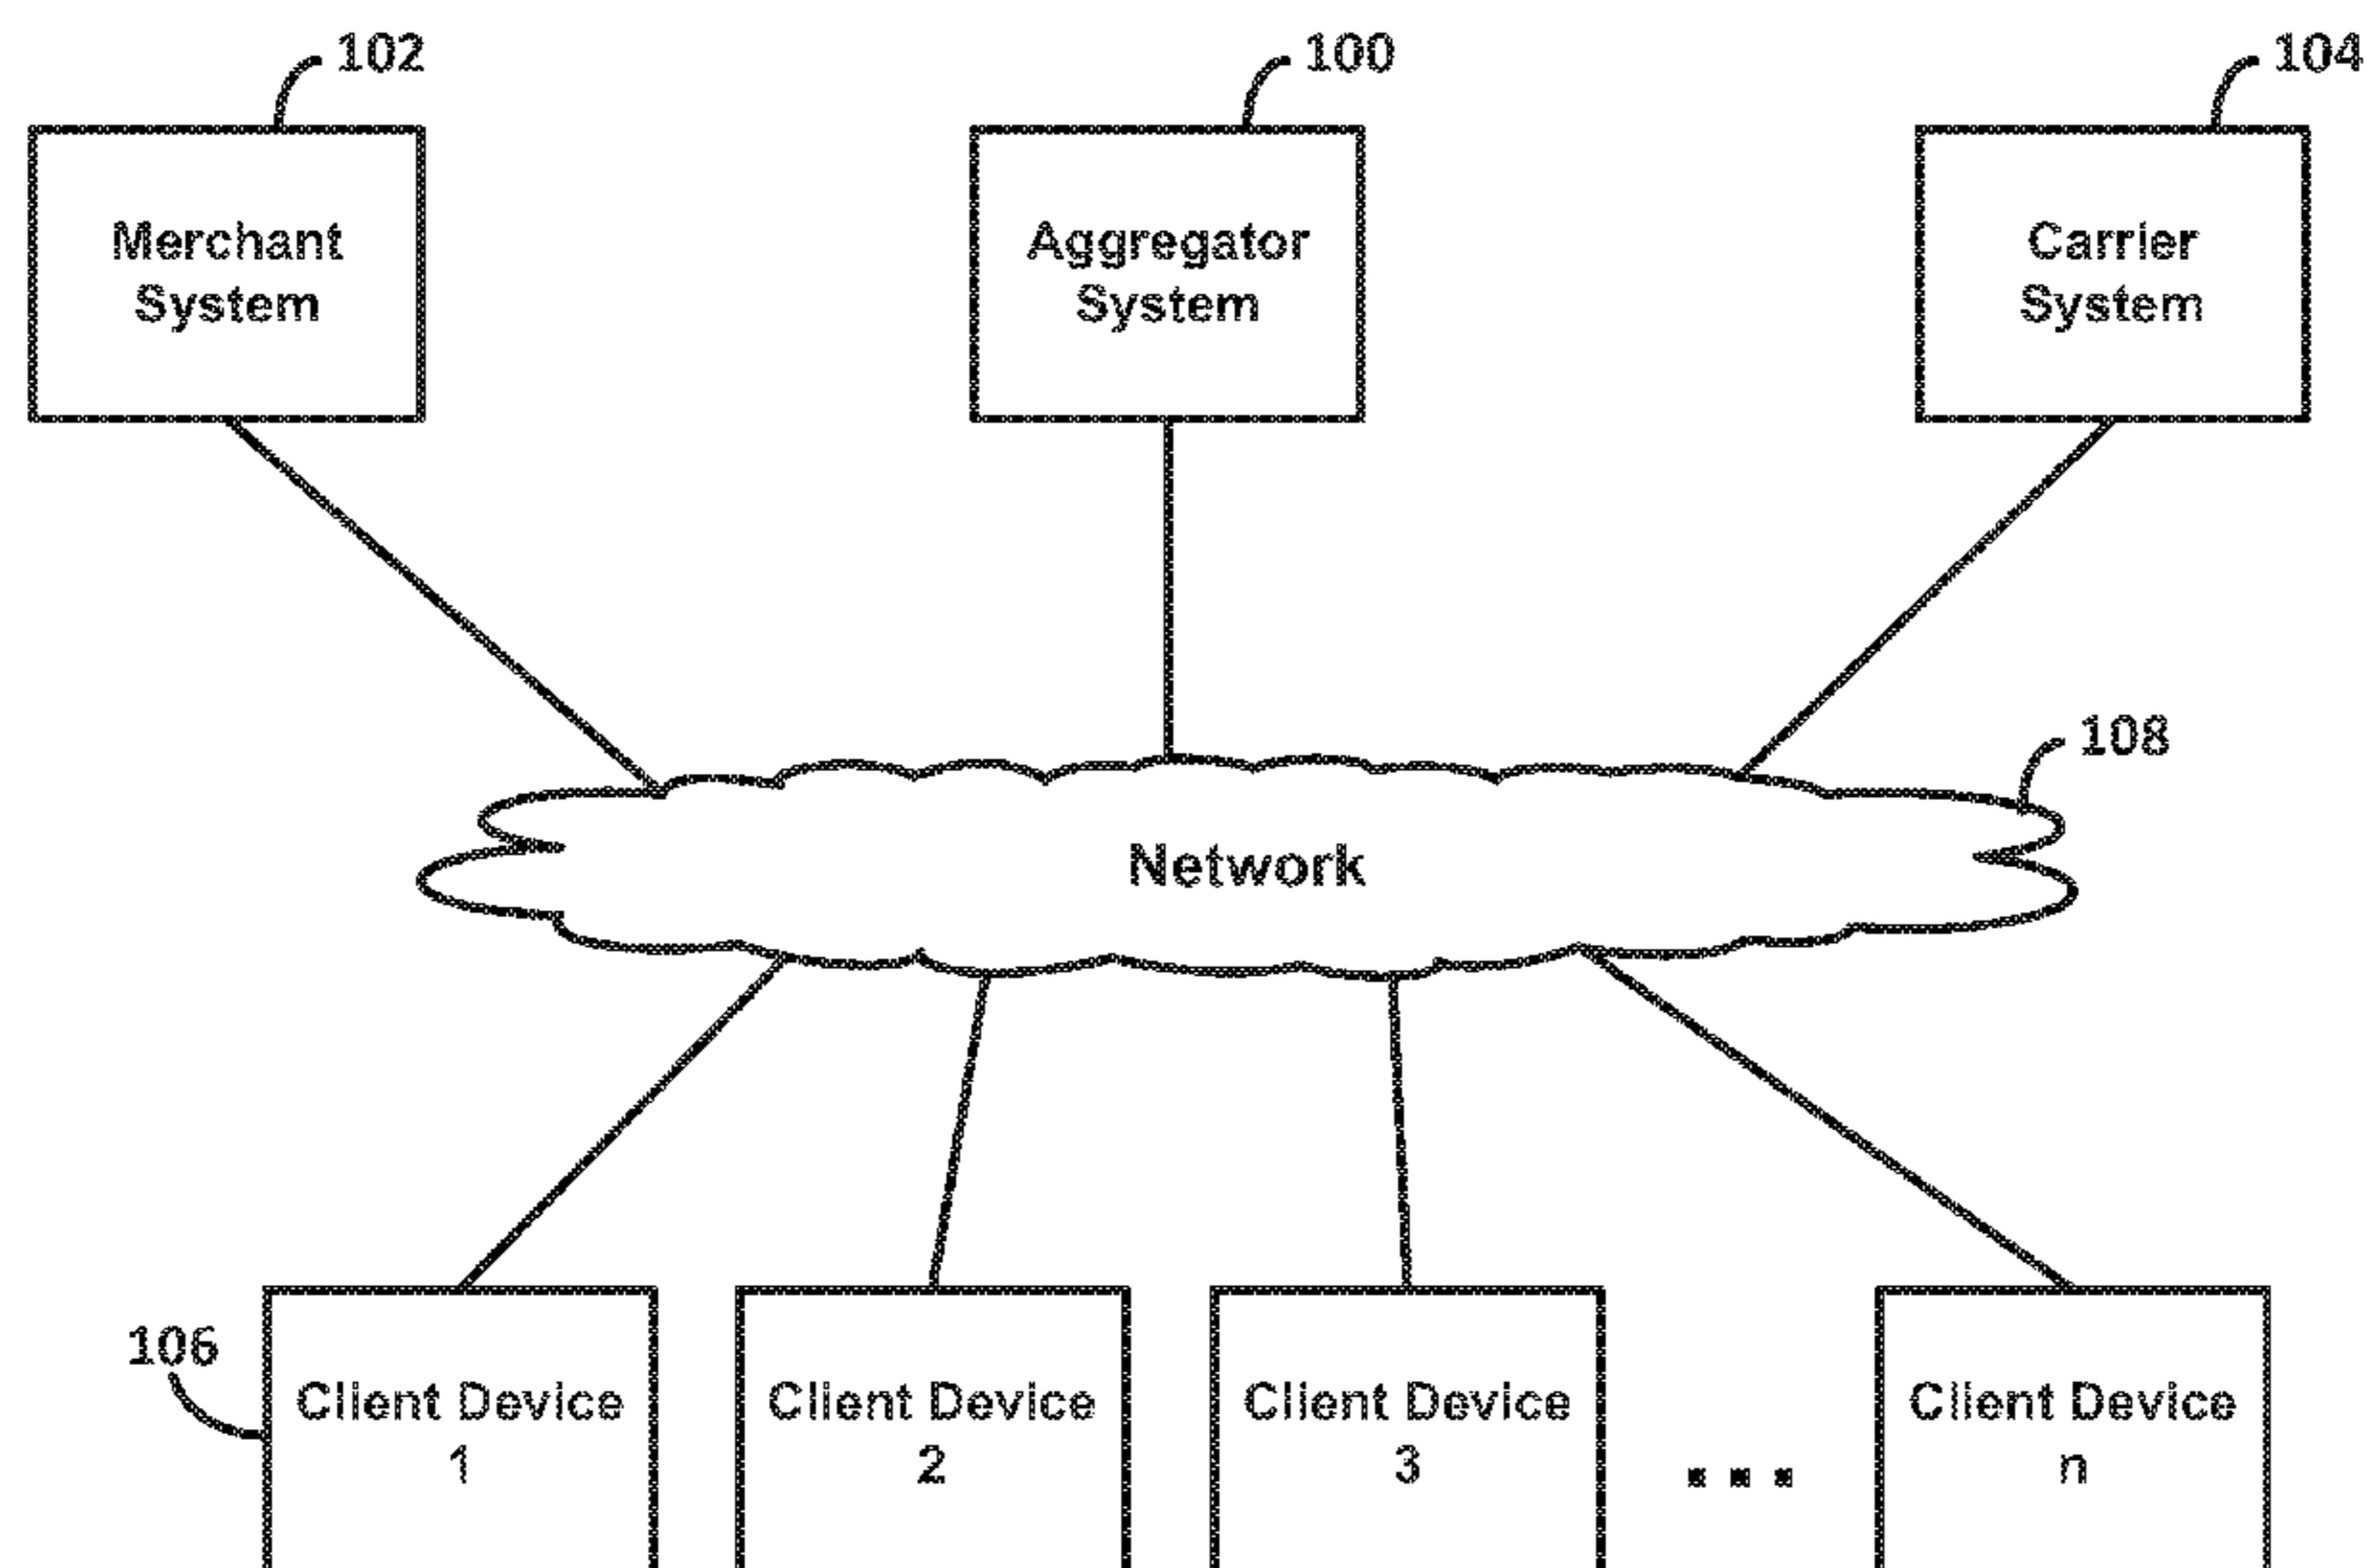 102
100
104
Merchant
System
Aggregator
System
Carrier
System
108
Network
106
Client Device
1
Client Device
2
Client Device
3
...
Client Device
n